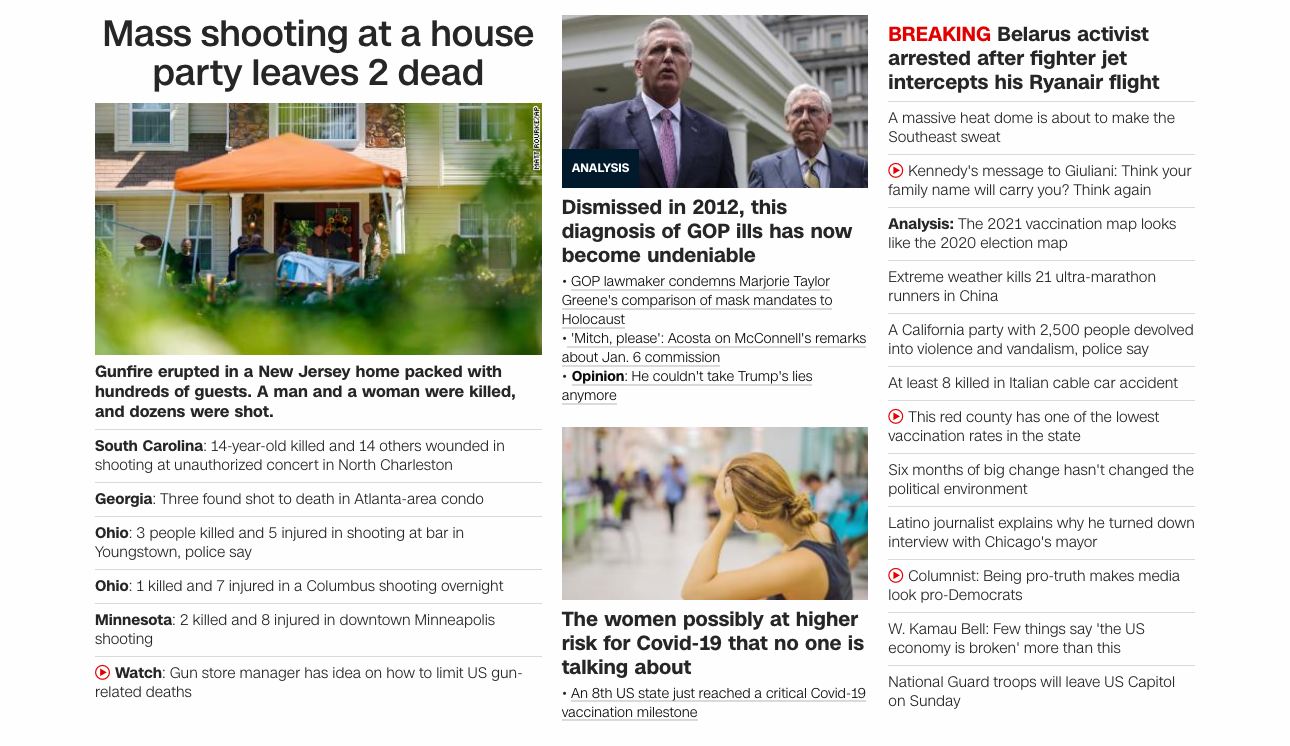 Mass shooting at a house
party leaves 2 dead
MATT ROURKE/AP
Gunfire erupted in a New Jersey home packed with
hundreds of guests. A man and a woman were killed,
and dozens were shot.
South Carolina: 14-year-old killed and 14 others wounded in
shooting at unauthorized concert in North Charleston
Georgia: Three found shot to death in Atlanta-area condo
Ohio: 3 people killed and 5 injured in shooting at bar in
Youngstown, police say
Ohio: 1 killed and 7 injured in a Columbus shooting overnight
Minnesota: 2 killed and 8 injured in downtown Minneapolis
shooting
Watch: Gun store manager has idea on how to limit US gun-
related deaths
ANALYSIS
Dismissed in 2012, this
diagnosis of GOP ills has now
become undeniable
• GOP lawmaker condemns Marjorie Taylor
Greene's comparison of mask mandates to
Holocaust
• 'Mitch, please': Acosta on McConnell's remarks
about Jan. 6 commission
• Opinion: He couldn't take Trump's lies
anymore
The women possibly at higher
risk for Covid-19 that no one is
talking about
• An 8th US state just reached a critical Covid-19
vaccination milestone
BREAKING Belarus activist
arrested after fighter jet
intercepts his Ryanair flight
A massive heat dome is about to make the
Southeast sweat
Kennedy's message to Giuliani: Think your
family name will carry you? Think again
Analysis: The 2021 vaccination map looks
like the 2020 election map
Extreme weather kills 21 ultra-marathon
runners in China
A California party with 2,500 people devolved
into violence and vandalism, police say
At least 8 killed in Italian cable car accident
This red county has one of the lowest
vaccination rates in the state
Six months of big change hasn't changed the
political environment
Latino journalist explains why he turned down
interview with Chicago's mayor
Columnist: Being pro-truth makes media
look pro-Democrats
W. Kamau Bell: Few things say 'the US
economy is broken' more than this
National Guard troops will leave US Capitol
on Sunday